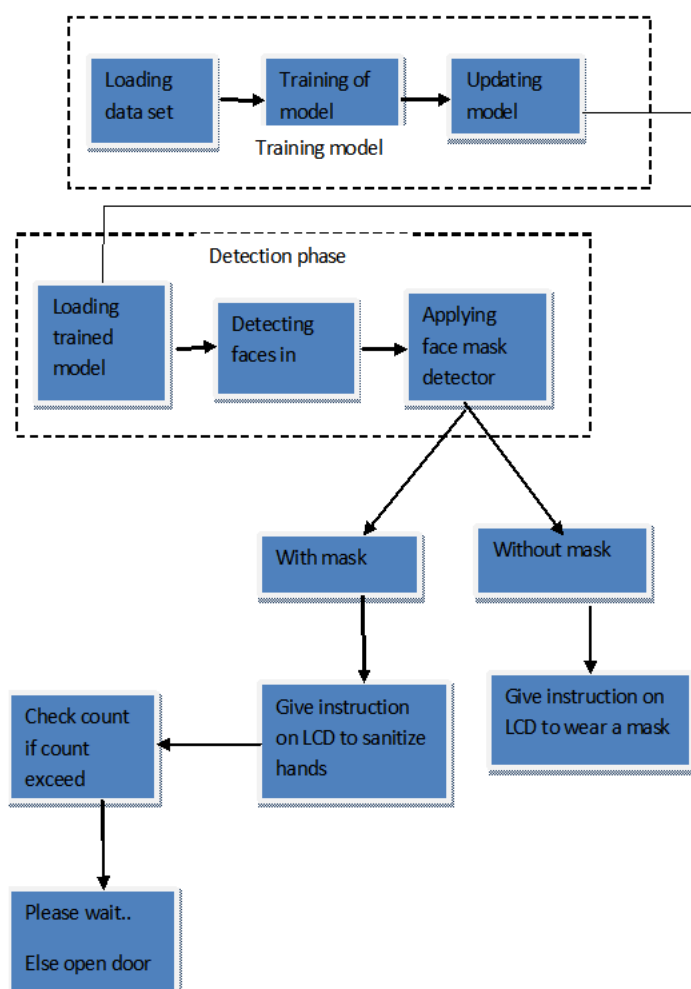 Loading
data set
Training of
model
Updating
model
Training model
Detection phase
Loading
trained
model
Detecting
faces in
Applying
face mask
detector
With mask
Without mask
Give instruction
on LCD to sanitize
hands
Give instruction on
LCD to wear a mask
Check count
if count
exceed
Please wait..
Else open door